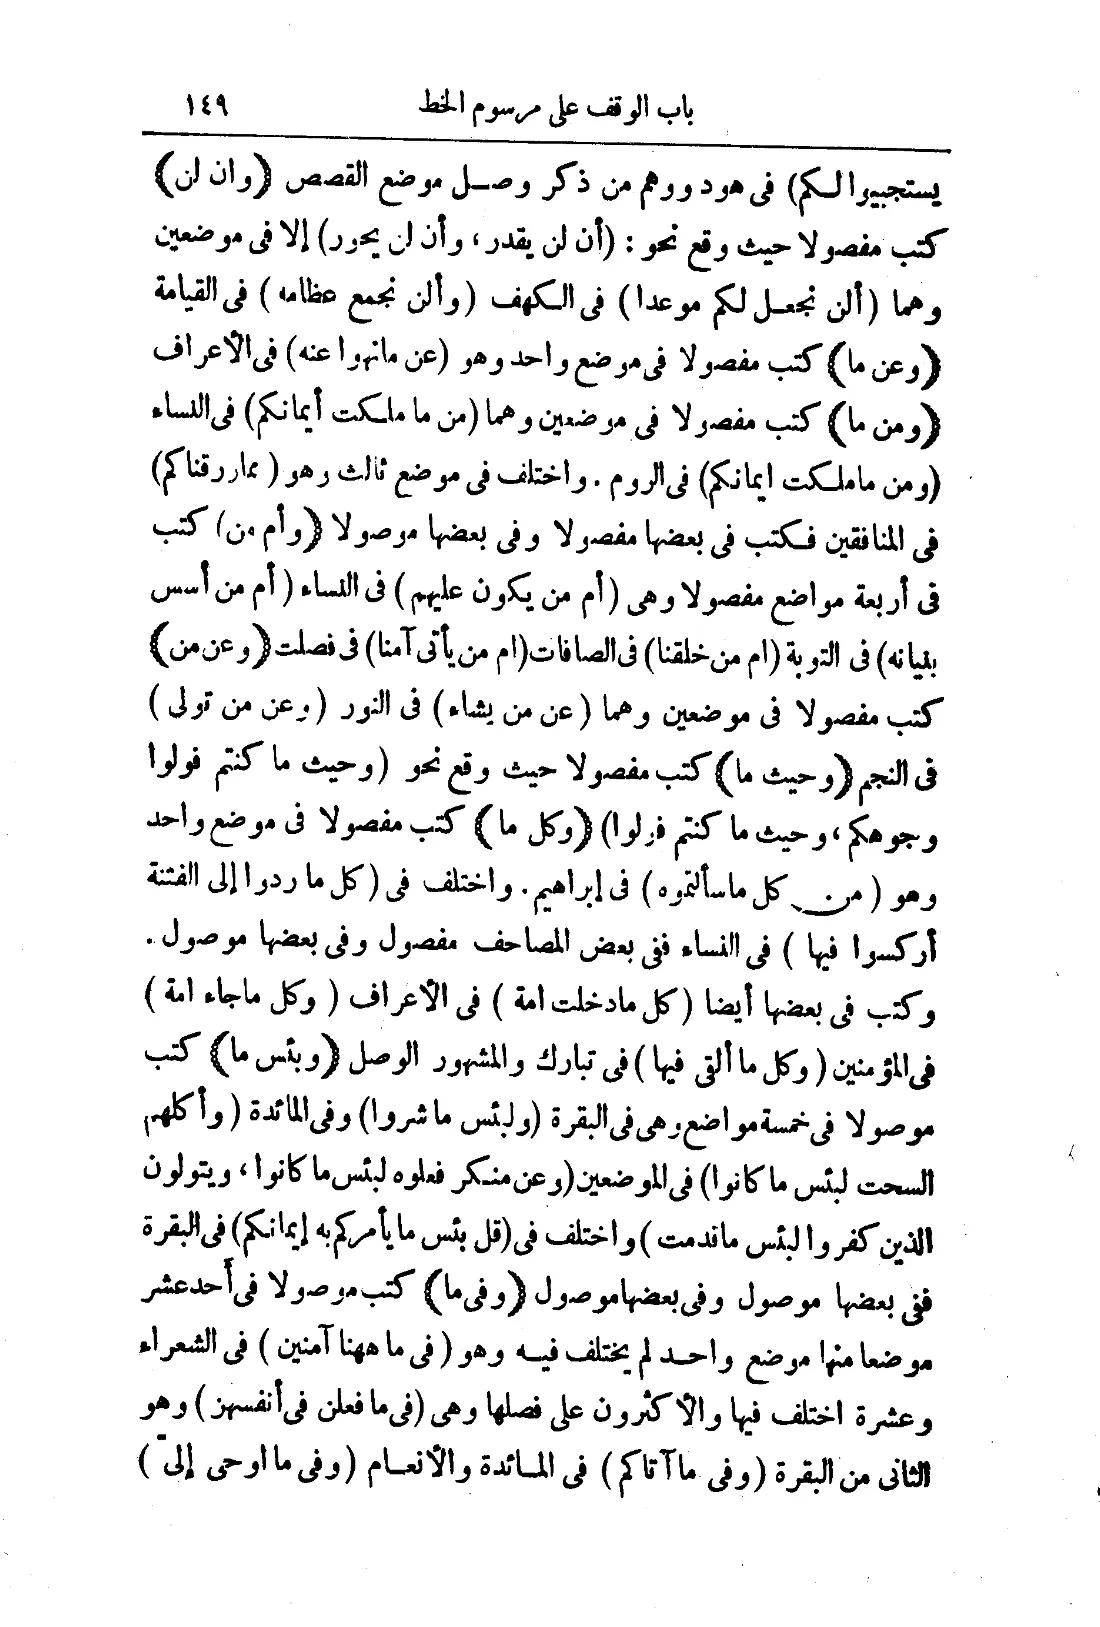 باب الوقف على مرسوم الخط ١٤٩
يستجيبوا لكم) فى هود ووهم من ذكر وصل موضع القصص (وان لن)
كتب مفصولا حيث وقع نحو : (أن لن يقدر، وأن لن يحور) إلا فى موضعين
وهما (ألن نجعل لكم موعدا) فى الكهف (وألن نجمع عظامه) فى القيامة
(وعن ما) كتب مفصولا فى موضع واحد وهو (عن مانهوا عنه) فى الأعراف
(ومن ما) كتب مفصولا فى موضعين وهما (من ما ملكت أيمانكم) فى النساء
(ومن ماملكت ايمانكم) فى الروم . واختلف فى موضع ثالث وهو (ممارزقناكم)
فى المنافقين فكتب فى بعضها مفصولا وفى بعضها موصولا (وأم من) كتب
فى أربعة مواضع مفصولا وهى (أم من يكون عليهم) فى النساء (أم من أسس
بنيانه) فى التوبة (ام من خلقنا) فى الصافات (ام من يأتى آمنا) فى فصلت (وعن من)
كتب مفصولا فى موضعين وهما (عن من يشاء) فى النور (وعن من تولى)
فى النجم (وحيث ما) كتب مفصولا حيث وقع نحو (وحيث ما كنتم فولوا
وجوهكم، وحيث ما كنتم فولوا) (وكل ما) كتب مفصولا فى موضع واحد
وهو (من كل ماسألتموه) فى إبراهيم. واختلف فى (كل ما ردوا إلى الفتنة
أركسوا فيها) فى النساء ففى بعض المصاحف مفصول وفى بعضها موصول.
وكتب فى بعضها أيضا (كل مادخلت امة) فى الأعراف (وكل ماجاء امة)
فى المؤمنين (وكل ما ألقى فيها) فى تبارك والمشهور الوصل (وبئس ما) كتب
موصولا فى خمسة مواضع وهى فى البقرة (ولبئس ماشروا) وفى المائدة (وأكلهم
السحت لبئس ما كانوا) فى الموضعين (وعن منكر فعلوه لبئس ما كانوا، ويتولون
الذين كفروا لبئس ماقدمت) واختلف فى (قل بئس ما يأمركم به إيمانكم) فى البقرة
ففى بعضها موصول وفى بعضها موصول (وفى ما) كتب موصولا فى أحد عشر
موضعا منها موضع واحد لم يختلف فيه وهو (فى ما ههنا آمنين) فى الشعراء
وعشرة اختلف فيها والأكثرون على فصلها وهى (فى ما فعلن فى أنفسهن) وهو
الثانى من البقرة (وفى ما آتاكم) فى المائدة والأنعام (وفى ما اوحى إلىّ)